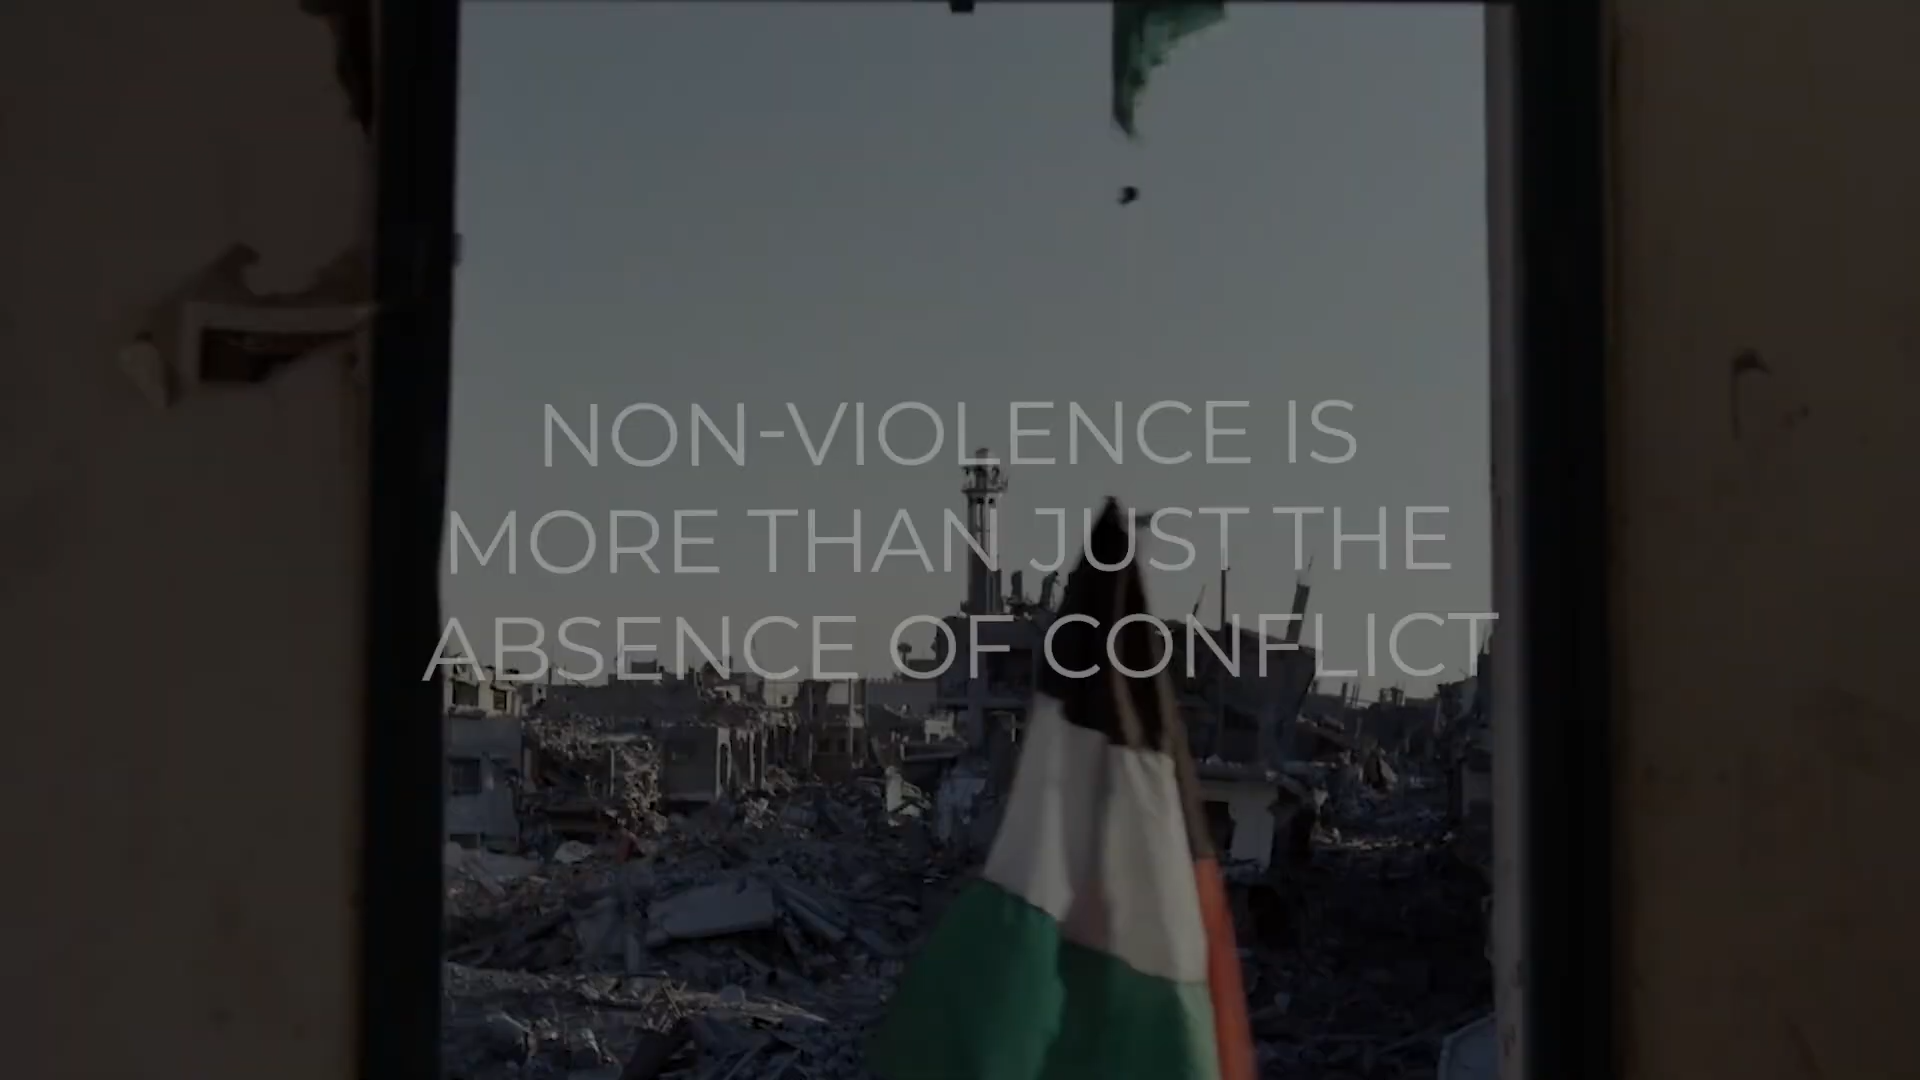 NON-VIOLENCE IS
MORE THAN JUST THE
ABSENCE OF CONFLICT